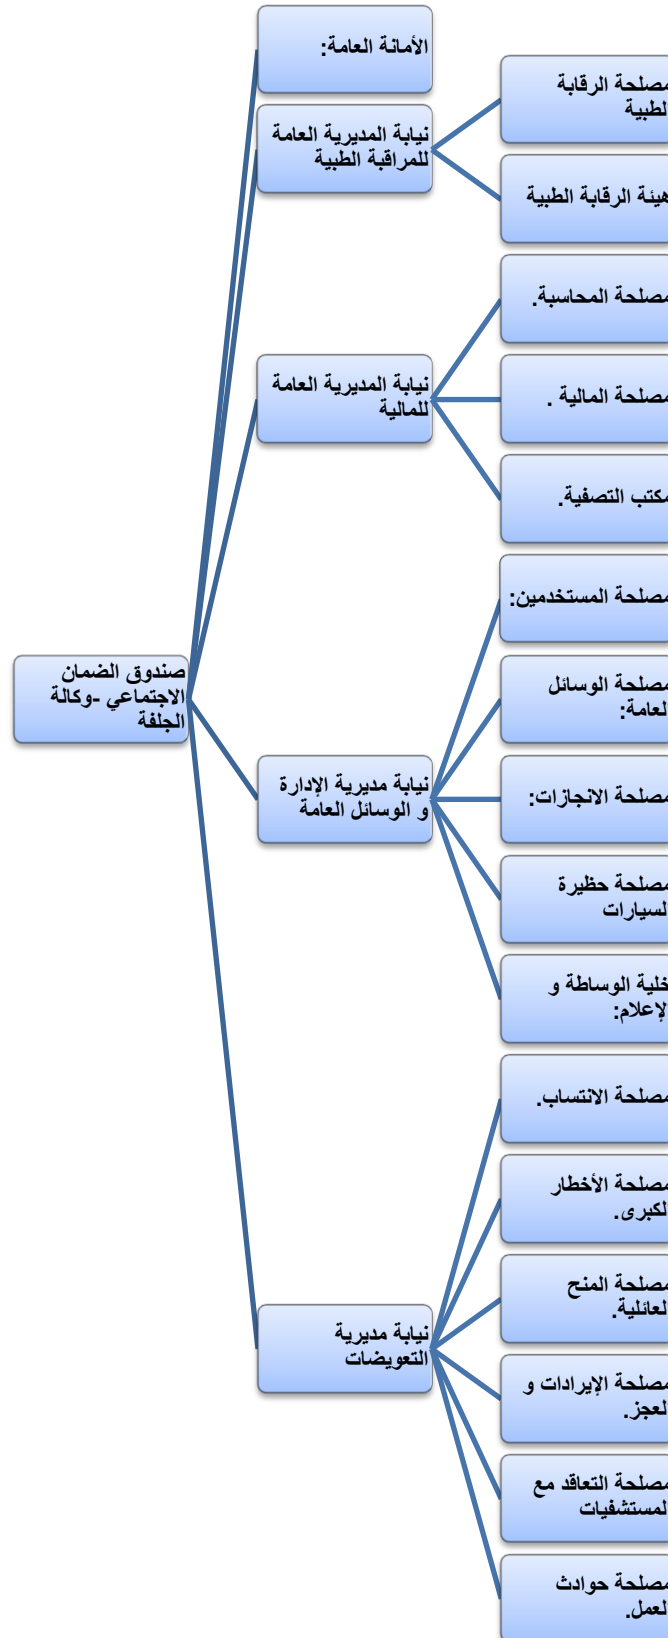 الأمانة العامة:
نيابة المديرية العامة
للمراقبة الطبية
مصلحة الرقابة
الطبية
هيئة الرقابة الطبية
نيابة المديرية العامة
للمالية
مصلحة المحاسبة.
مصلحة المالية .
مكتب التصفية.
صندوق الضمان
الاجتماعي -وكالة
الجلفة
نيابة مديرية الإدارة
و الوسائل العامة
مصلحة المستخدمين:
مصلحة الوسائل
العامة:
مصلحة الانجازات:
مصلحة حظيرة
السيارات
خلية الوساطة و
الإعلام:
نيابة مديرية
التعويضات
مصلحة الانتساب.
مصلحة الأخطار
الكبرى.
مصلحة المنح
العائلية.
مصلحة الإيرادات و
العجز.
مصلحة التعاقد مع
المستشفيات
مصلحة حوادث
العمل.